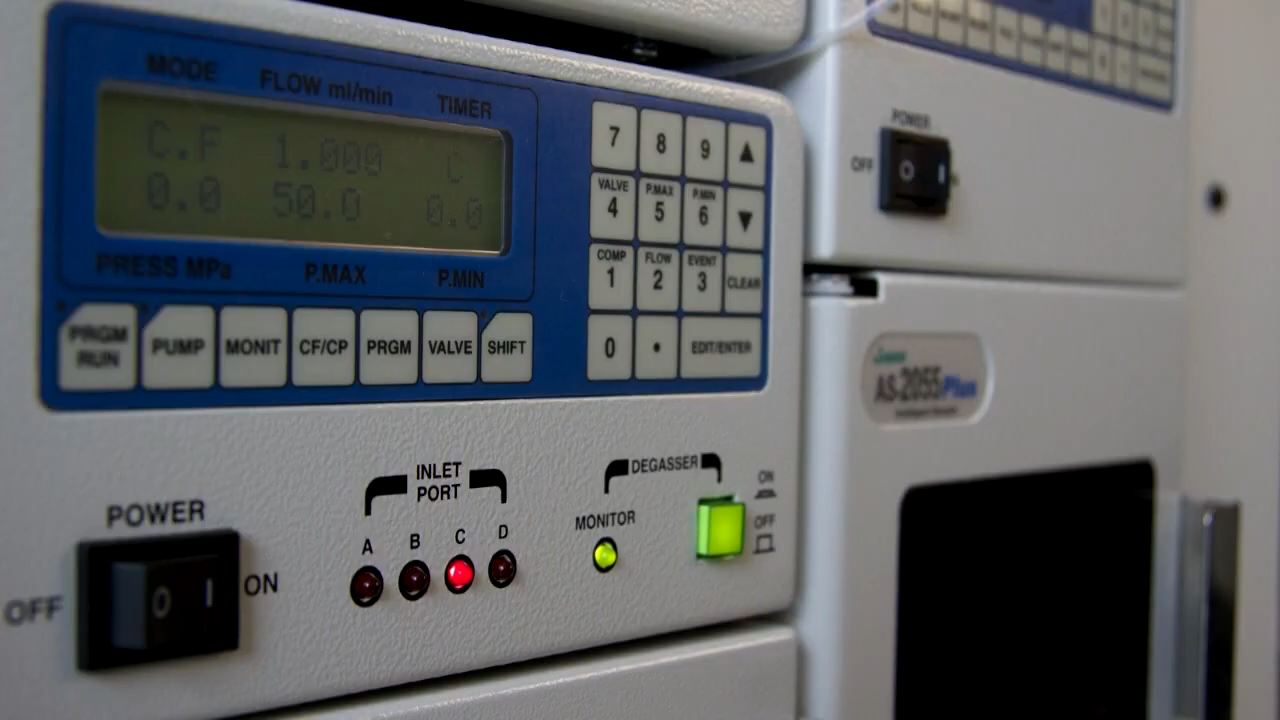 MODE FLOW ml/min TIMER
C.F 1.000 C
0.0 50.0 0.0
PRESS MPa P.MAX P.MIN
PRGM RUN
PUMP
MONIT
CF/CP
PRGM
VALVE
SHIFT
7 8 9 ▲
VALVE P.MAX P.MIN
4 5 6 ▼
COMP FLOW EVENT
1 2 3 CLEAR
0 • EDIT/ENTER
POWER
OFF O I ON
INLET
PORT
A B C D
DEGASSER
MONITOR
ON
OFF
POWER
OFF O I
AS-2055 Plus